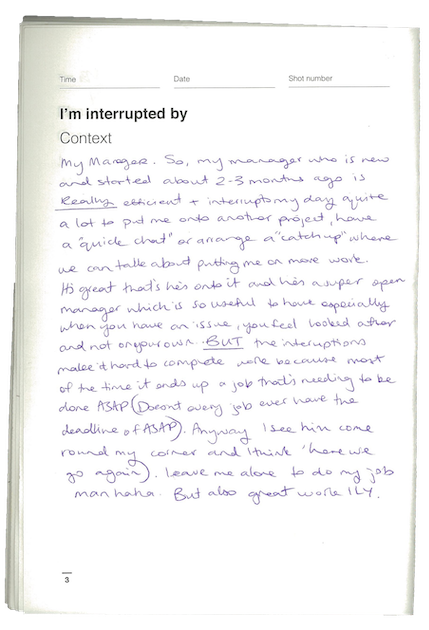 Time Date Shot number
I'm interrupted by
Context
My Manager. So, my manager who is new
and started about 2-3 months ago is
Really efficient + interrupts my day quite
a lot to put me onto another project, have
a "quick chat" or arrange a "catch up" where
we can talk about putting me on more work.
It's great that he's onto it and he's a super open
manager which is so useful to have especially
when you have an issue, you feel looked after
and not on your own. BUT the interruptions
make it hard to complete work because most
of the time it ends up a job that's needing to be
done ASAP (Doesnt every job ever have the
deadline of ASAP). Anyway I see him come
round my corner and I think 'here we
go again). Leave me alone to do my job
man haha. But also great work ILY.
3